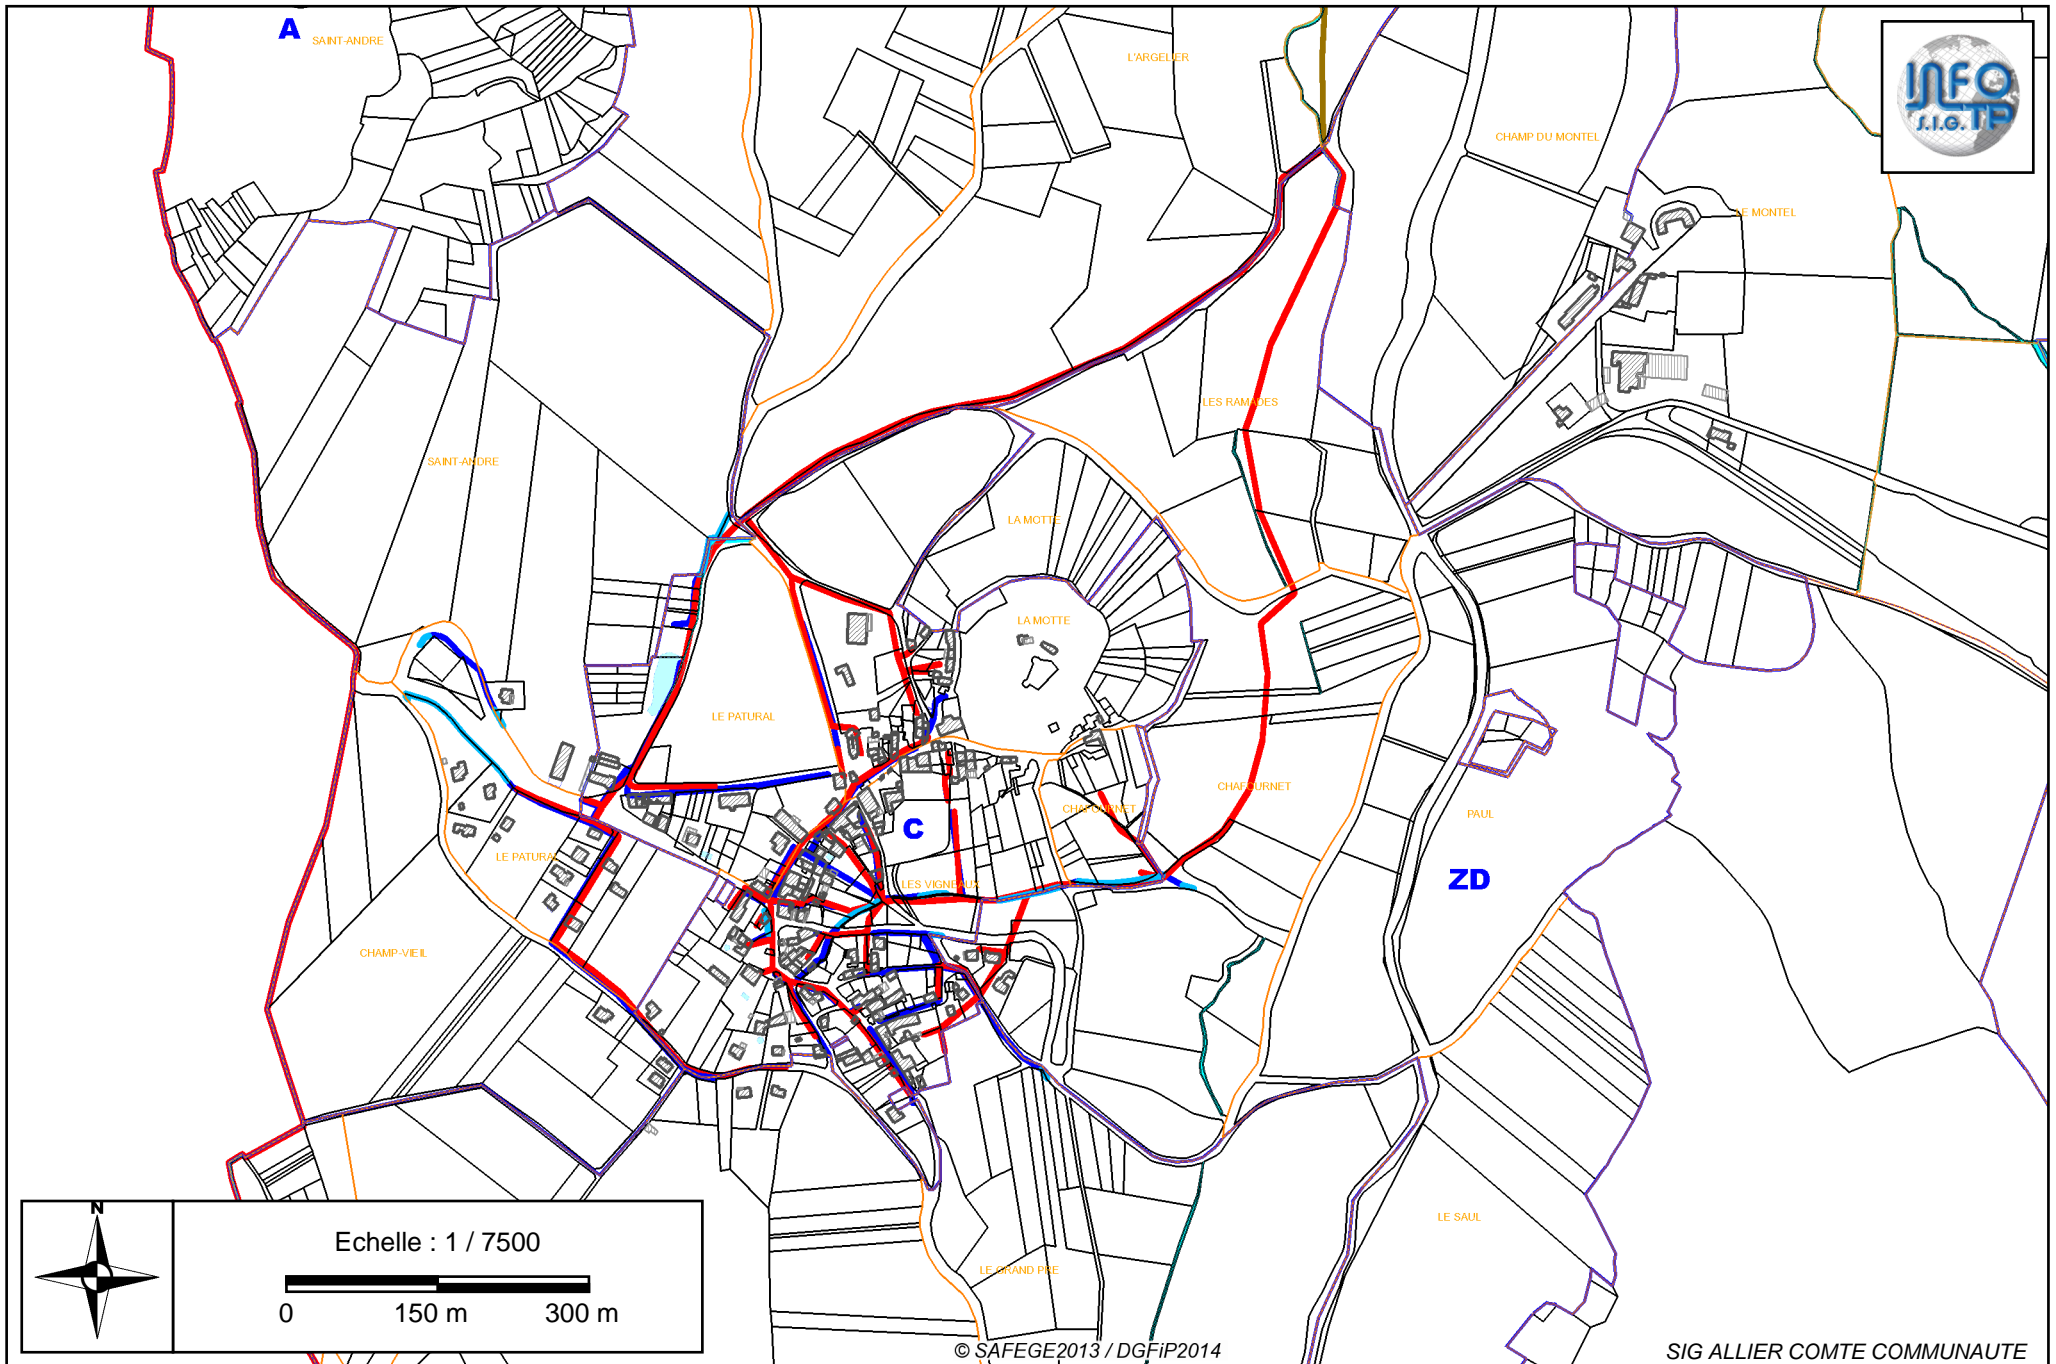 A
SAINT-ANDRE
L'ARGELIER
CHAMP DU MONTEL
INFO
S.I.G. TP
LE MONTEL
LES RAMADES
SAINT-ANDRE
LA MOTTE
LA MOTTE
LE PATURAL
CHAFOURNET
CHAFOURNET
PAUL
C
LE PATURAL
LES VIGNEAUX
ZD
CHAMP-VIEIL
LE SAUL
LE GRAND PRE
N
Echelle : 1 / 7500
0 150 m 300 m
© SAFEGE2013 / DGFiP2014
SIG ALLIER COMTE COMMUNAUTE